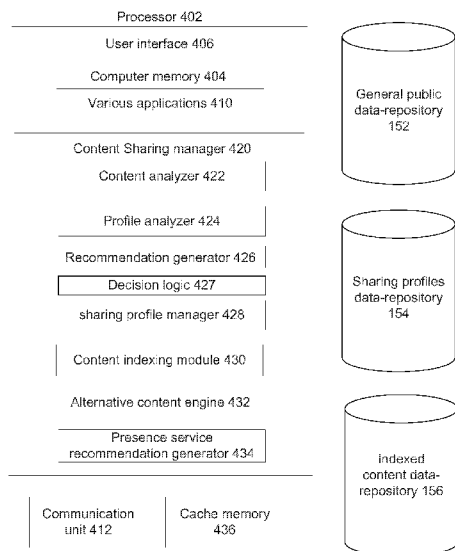 Processor 402
User interface 406
Computer memory 404
Various applications 410
Content Sharing manager 420
Content analyzer 422
Profile analyzer 424
Recommendation generator 426
Decision logic 427
sharing profile manager 428
Content indexing module 430
Alternative content engine 432
Presence service
recommendation generator 434
Communication
unit 412
Cache memory
436
General public
data-repository
152
Sharing profiles
data-repository
154
indexed
content data-
repository 156